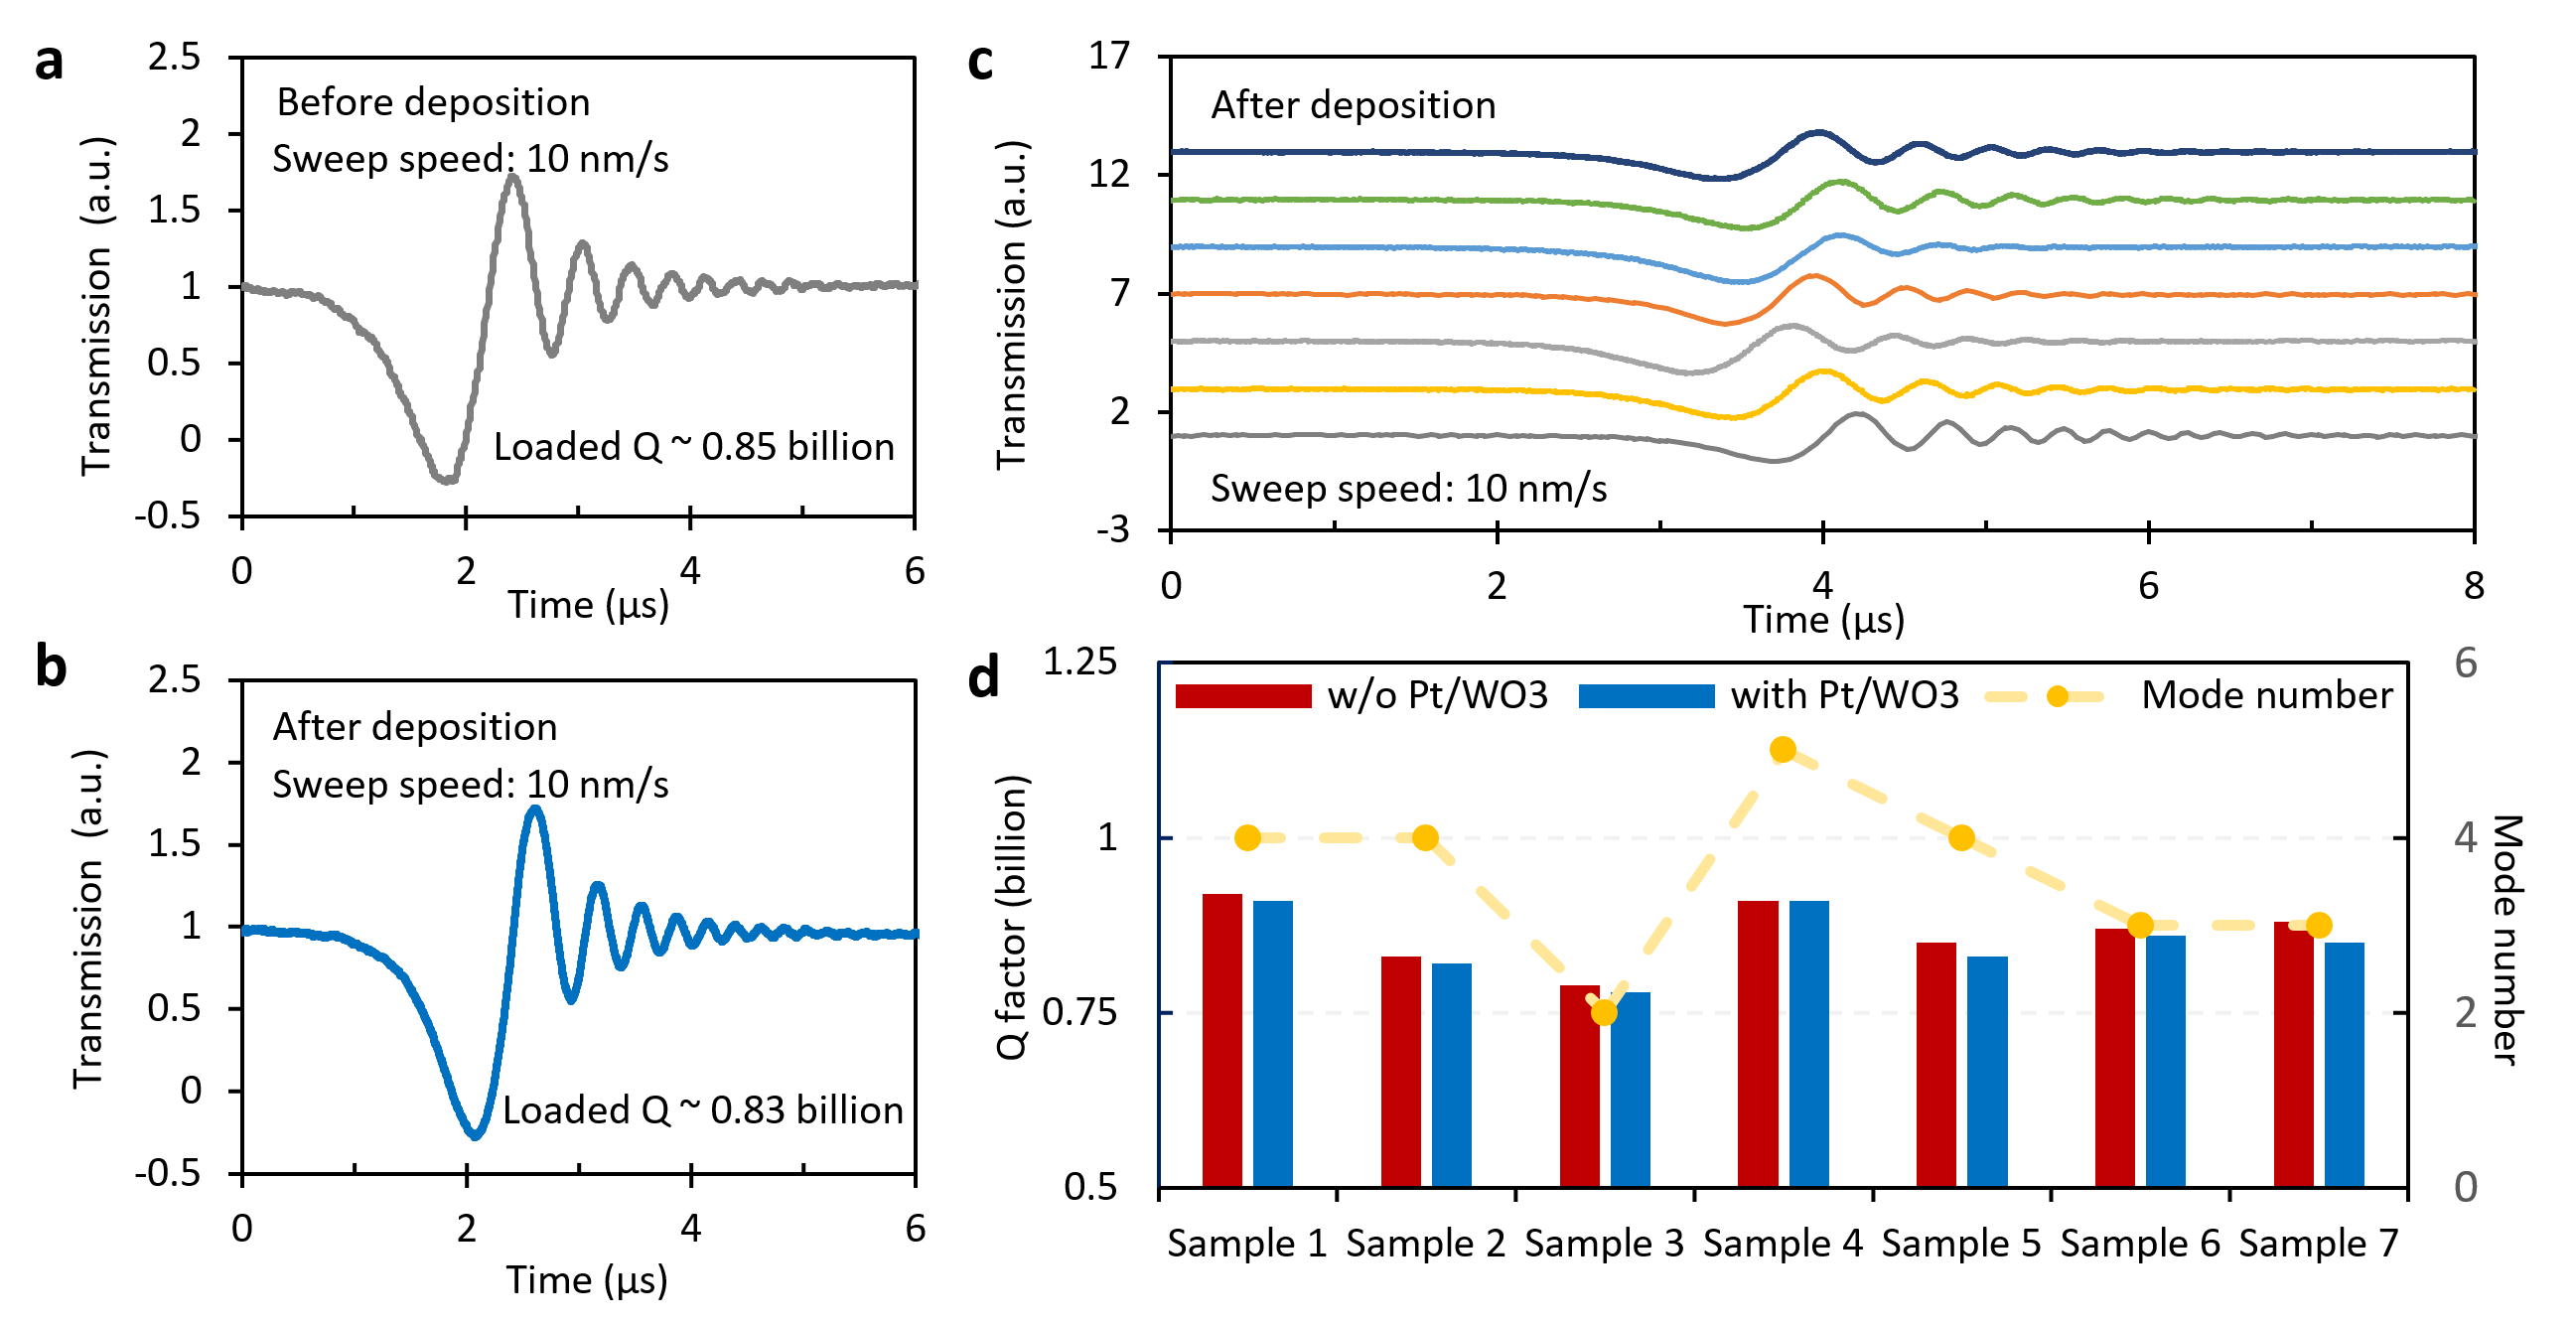 a
2.5
2
1.5
1
0.5
0
-0.5
Transmission (a.u.)
Before deposition
Sweep speed: 10 nm/s
Loaded Q ~ 0.85 billion
0 2 4 6
Time (µs)
b
2.5
2
1.5
1
0.5
0
-0.5
Transmission (a.u.)
After deposition
Sweep speed: 10 nm/s
Loaded Q ~ 0.83 billion
0 2 4 6
Time (µs)
c
17
12
7
2
-3
Transmission (a.u.)
After deposition
Sweep speed: 10 nm/s
0 2 4 6 8
Time (µs)
d
1.25
1
0.75
0.5
Q factor (billion)
w/o Pt/WO3 with Pt/WO3 Mode number
6
4
2
0
Mode number
Sample 1 Sample 2 Sample 3 Sample 4 Sample 5 Sample 6 Sample 7